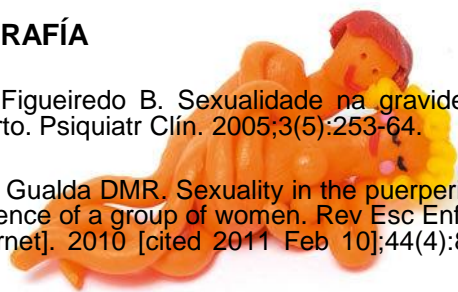 RAFÍA
Figueiredo B. Sexualidade na gravide
rto. Psiquiatr Clín. 2005;3(5):253-64.
Gualda DMR. Sexuality in the puerperi
ence of a group of women. Rev Esc Enf
rnet]. 2010 [cited 2011 Feb 10];44(4):8